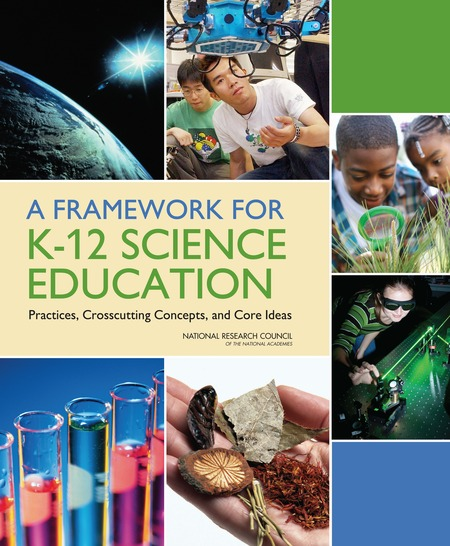 A FRAMEWORK FOR
K-12 SCIENCE
EDUCATION
Practices, Crosscutting Concepts, and Core Ideas
NATIONAL RESEARCH COUNCIL
OF THE NATIONAL ACADEMIES